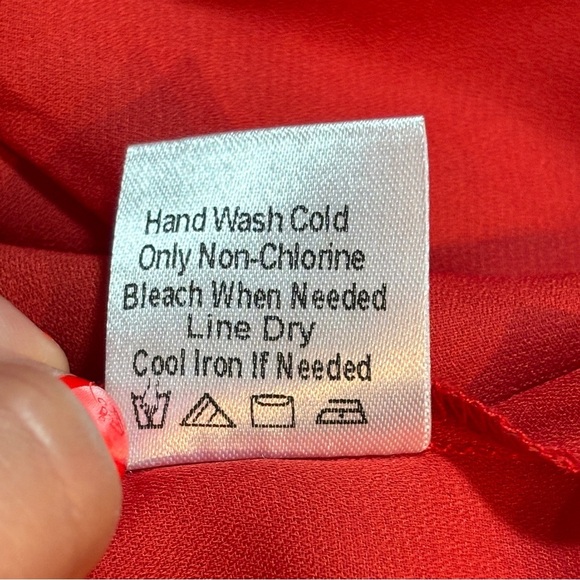 Hand Wash Cold
Only Non-Chlorine
Bleach When Needed
Line Dry
Cool Iron If Needed